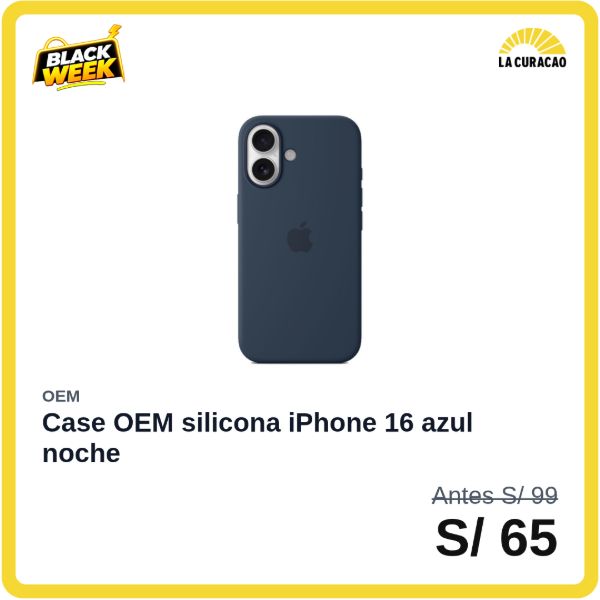 BLACK
WEEK
LA CURACAO
OEM
Case OEM silicona iPhone 16 azul
noche
Antes S/ 99
S/ 65